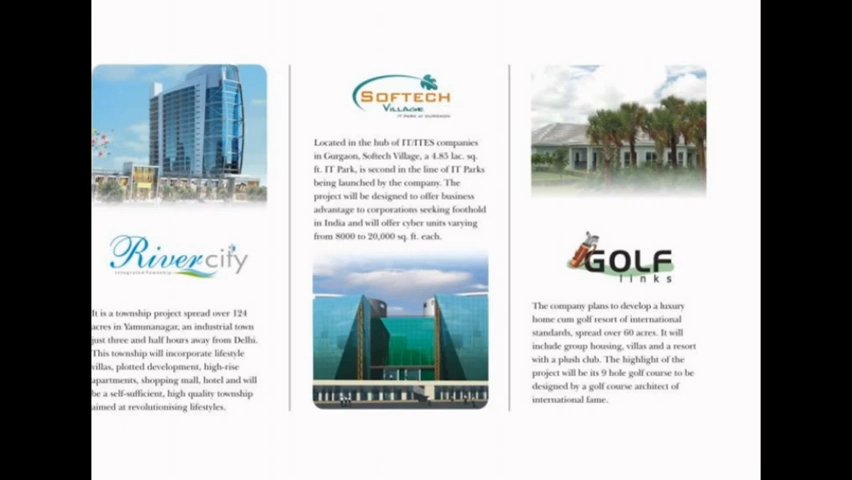 River city
Integrated Township
It is a township project spread over 124
acres in Yamunanagar, an industrial town
just three and half hours away from Delhi.
This township will incorporate lifestyle
villas, plotted development, high-rise
apartments, shopping mall, hotel and will
be a self-sufficient, high quality township
aimed at revolutionising lifestyles.
SOFTECH
VILLAGE
IT PARK at GURGAON
Located in the hub of IT/ITES companies
in Gurgaon, Softech Village, a 4.85 lac. sq.
ft. IT Park, is second in the line of IT Parks
being launched by the company. The
project will be designed to offer business
advantage to corporations seeking foothold
in India and will offer cyber units varying
from 8000 to 20,000 sq. ft. each.
GOLF
links
The company plans to develop a luxury
home cum golf resort of international
standards, spread over 60 acres. It will
include group housing, villas and a resort
with a plush club. The highlight of the
project will be its 9 hole golf course to be
designed by a golf course architect of
international fame.